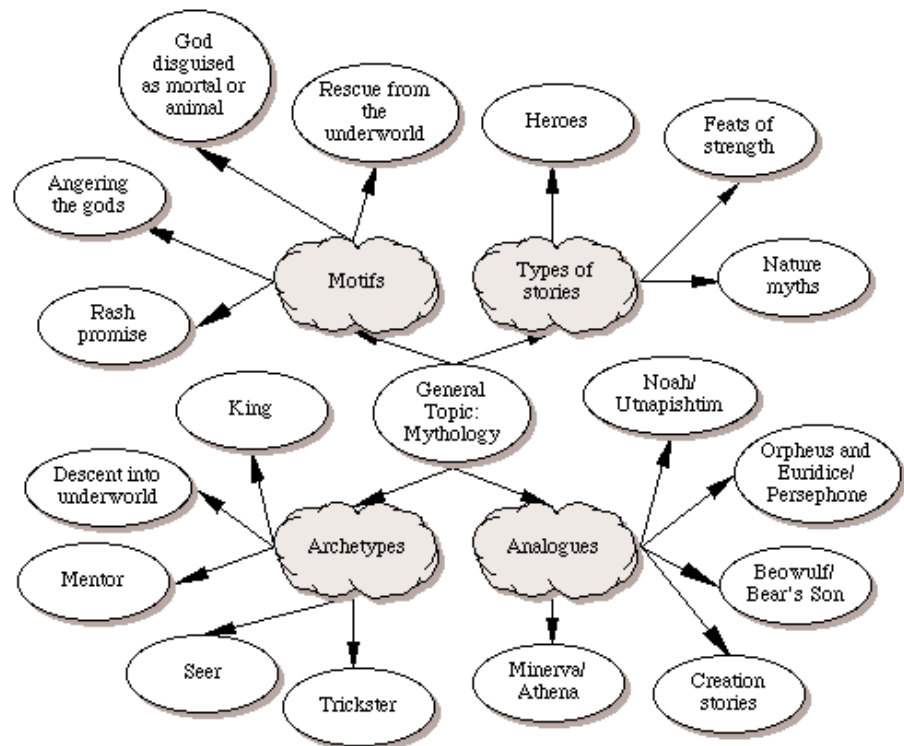 God
disguised
as mortal or
animal
Rescue from
the
underworld
Heroes
Feats of
strength
Angering
the gods
Motifs
Types of
stories
Nature
myths
Rash
promise
General
Topic:
Mythology
King
Noah/
Utnapishtim
Descent into
underworld
Orpheus and
Euridice/
Persephone
Archetypes
Analogues
Mentor
Beowulf/
Bear's Son
Seer
Trickster
Minerva/
Athena
Creation
stories